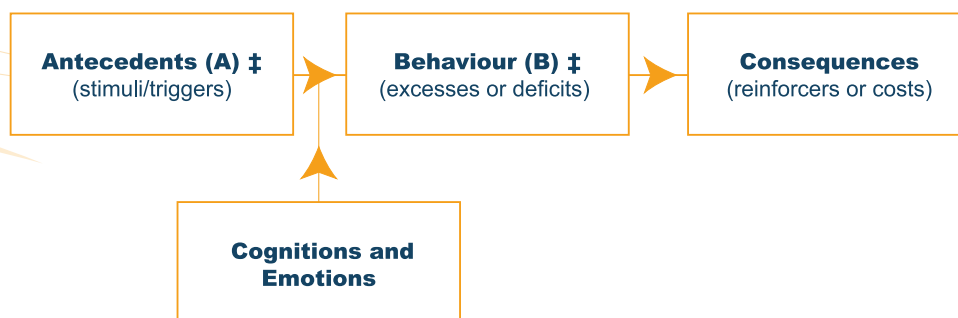 Antecedents (A) ‡
(stimuli/triggers)
Behaviour (B) ‡
(excesses or deficits)
Consequences
(reinforcers or costs)
Cognitions and
Emotions